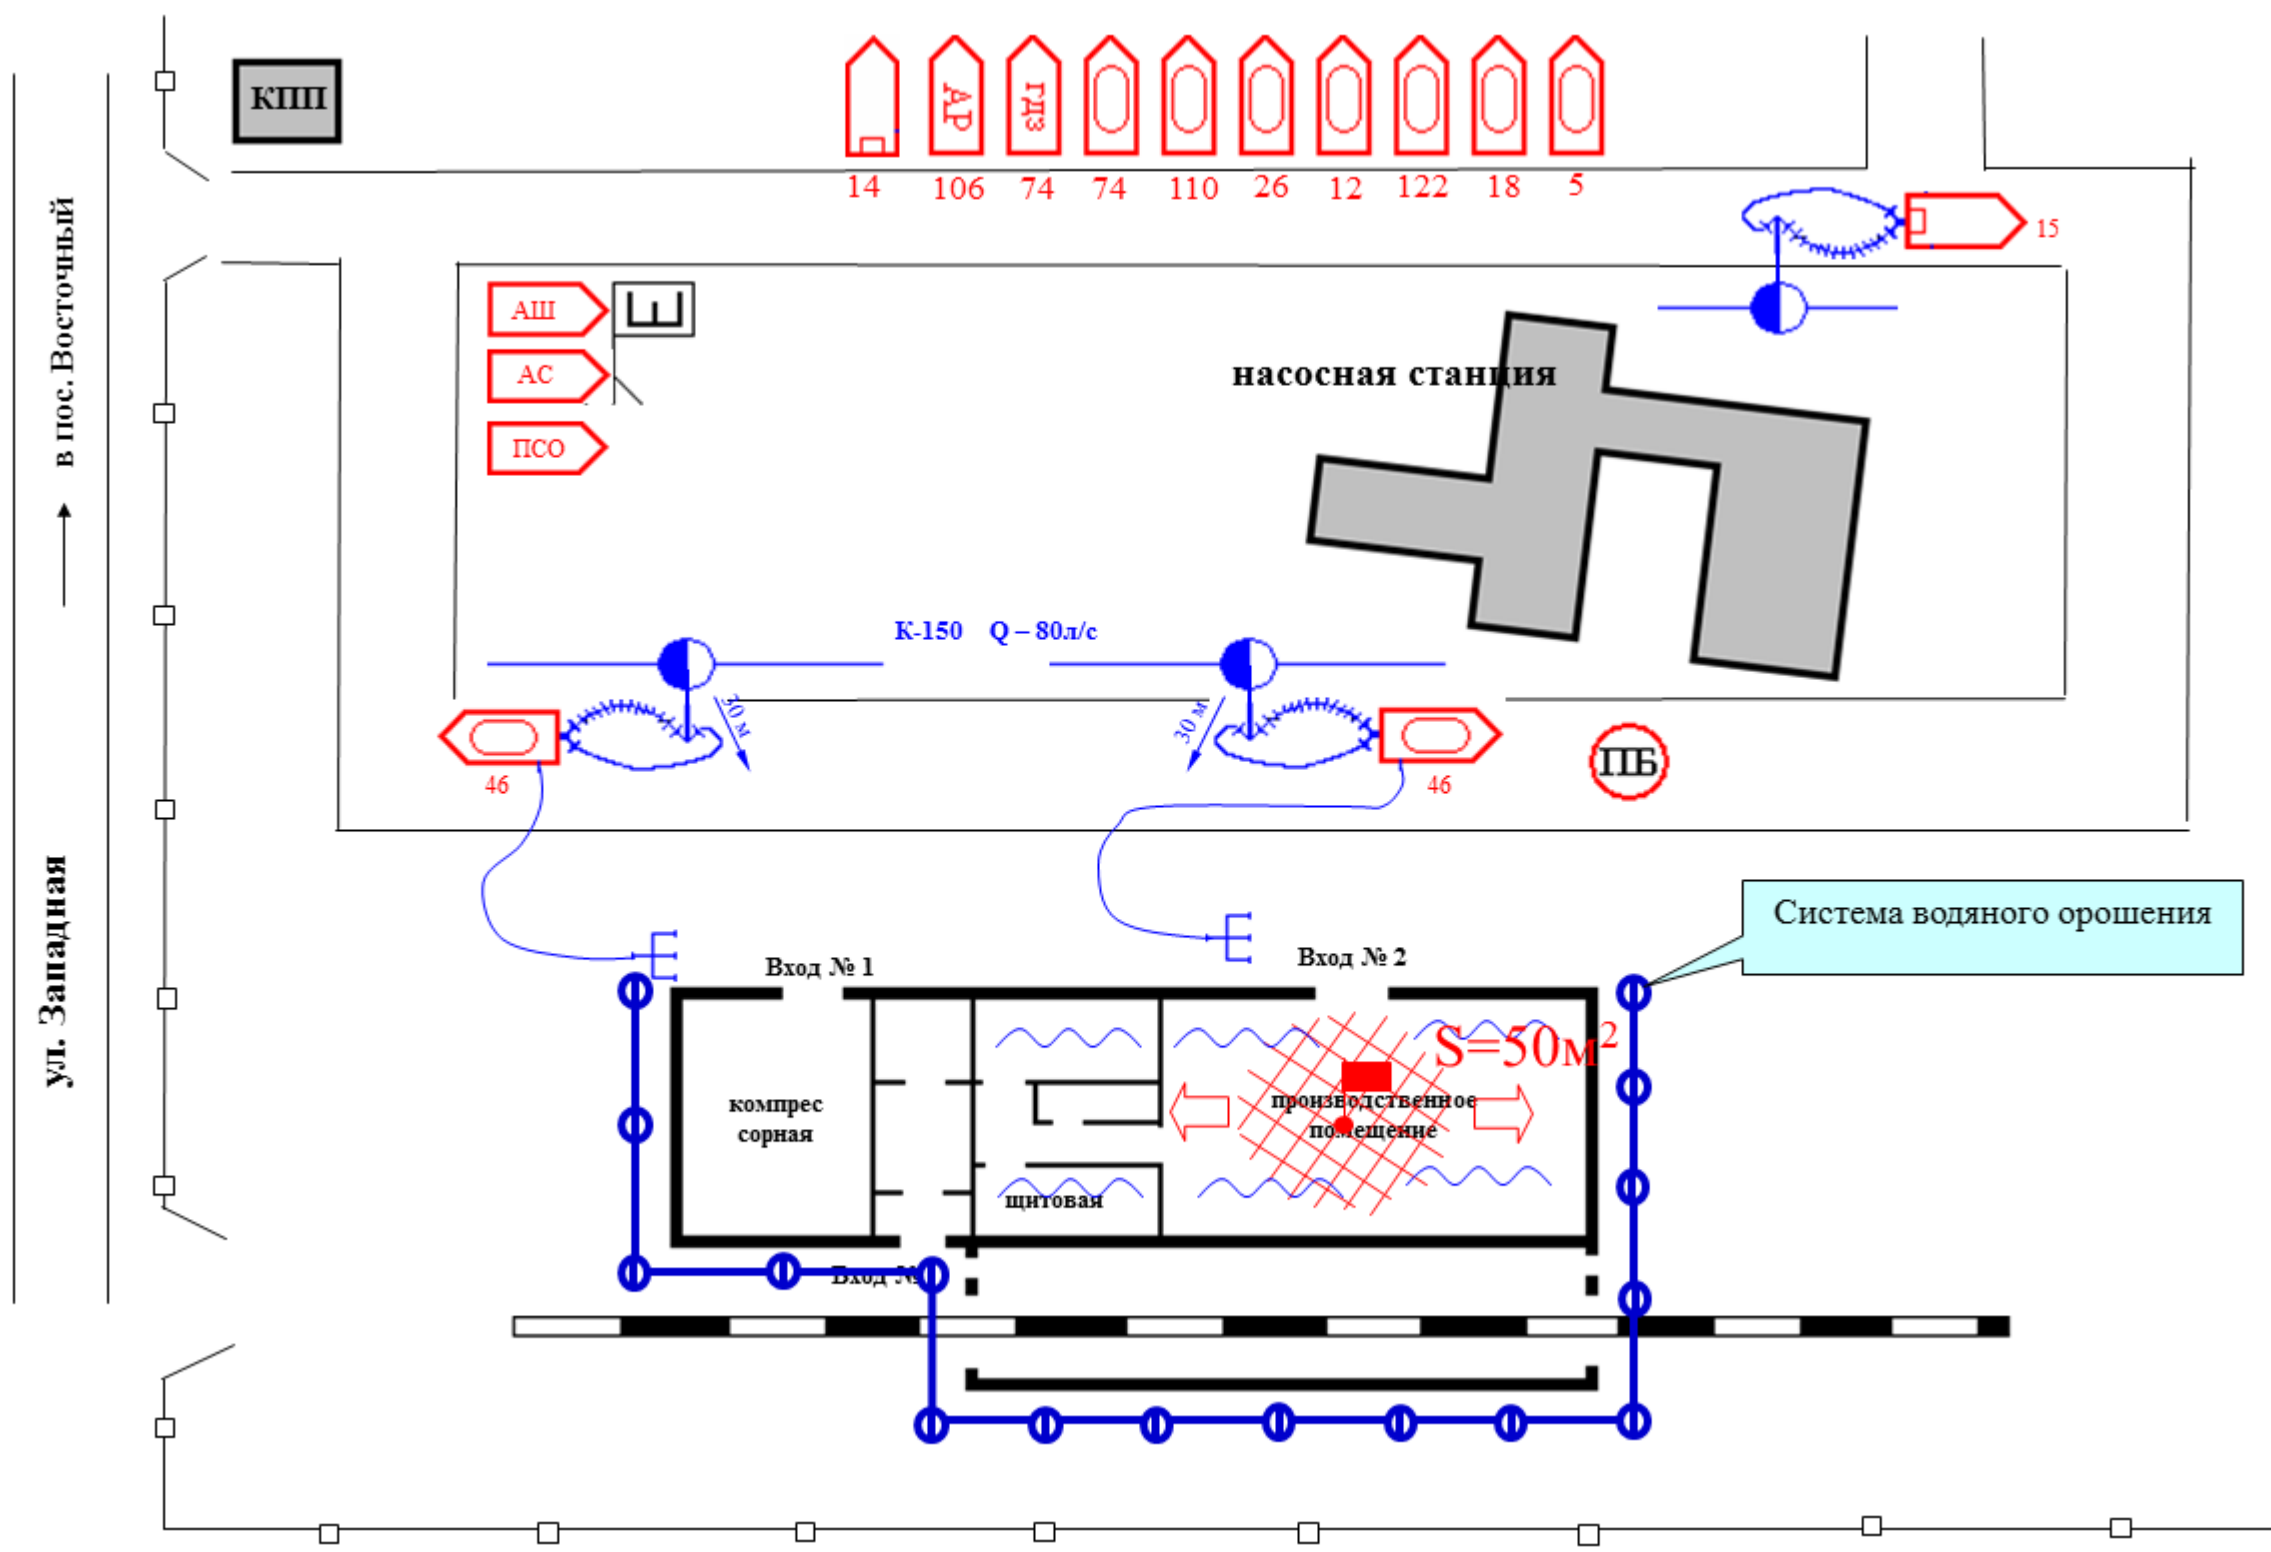 КПП
АР
ГДЗ
14
106
74
74
110
26
12
122
18
5
15
в пос. Восточный
АШ
АС
ПСО
насосная станция
К-150 Q – 80л/с
30 м
30 м
46
46
ПБ
ул. Западная
Система водяного орошения
Вход № 1
Вход № 2
S=50м²
компрес
сорная
производственное
помещение
щитовая
Вход №